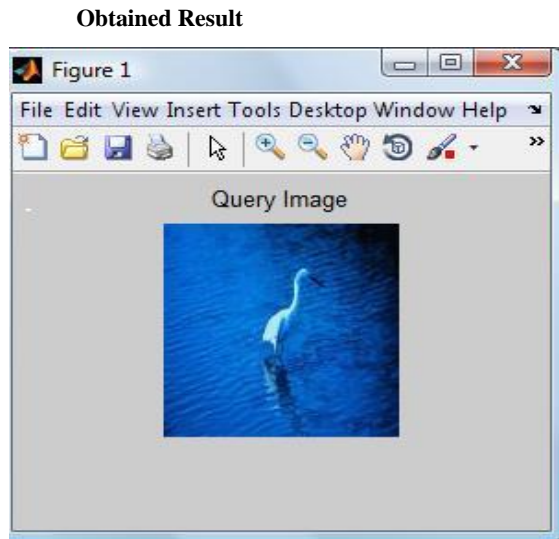 Obtained Result
Figure 1
File Edit View Insert Tools Desktop Window Help
Query Image